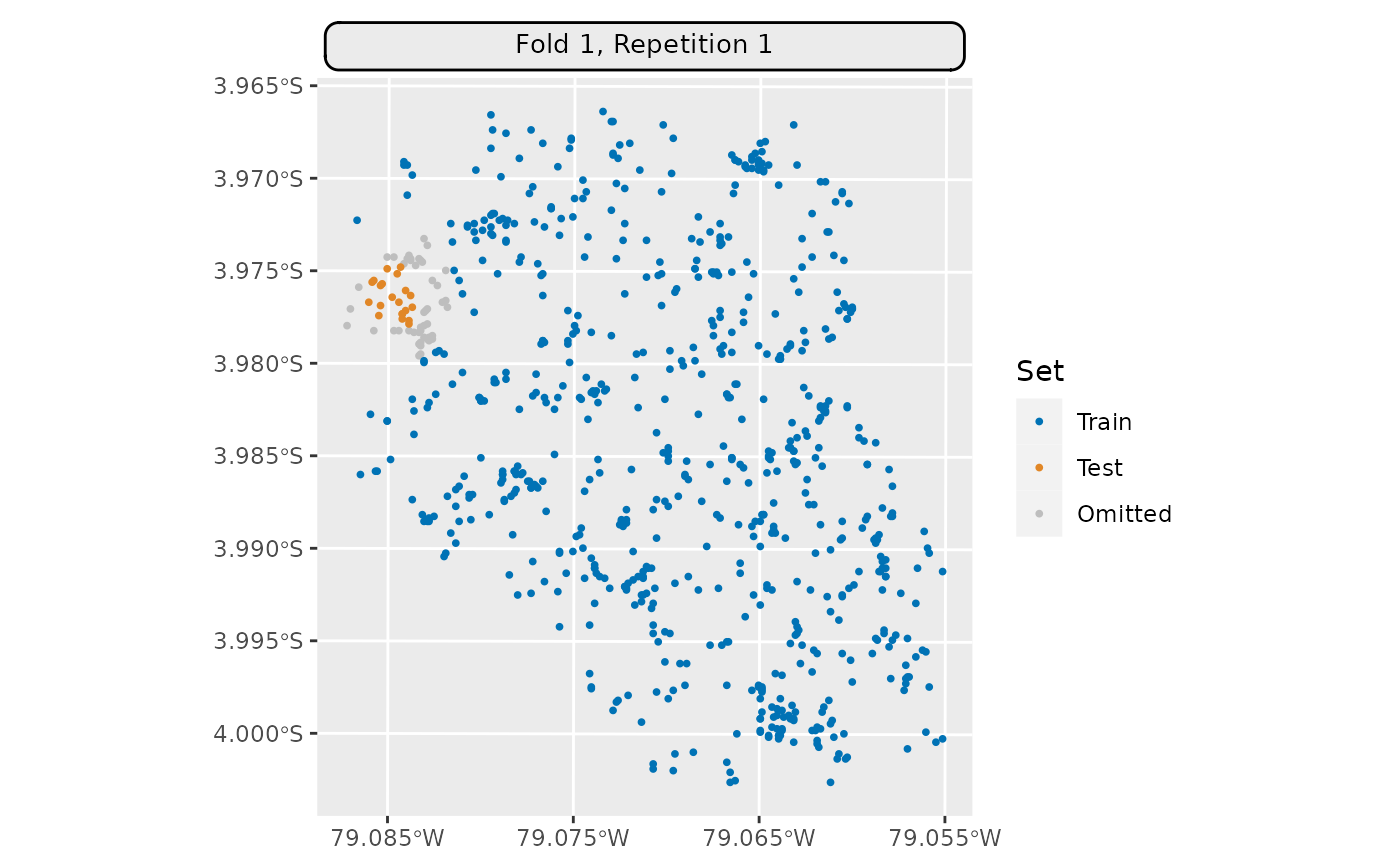 Fold 1, Repetition 1
3.965°S
3.970°S
3.975°S
3.980°S
3.985°S
3.990°S
3.995°S
4.000°S
79.085°W 79.075°W 79.065°W 79.055°W
Set
Train
Test
Omitted